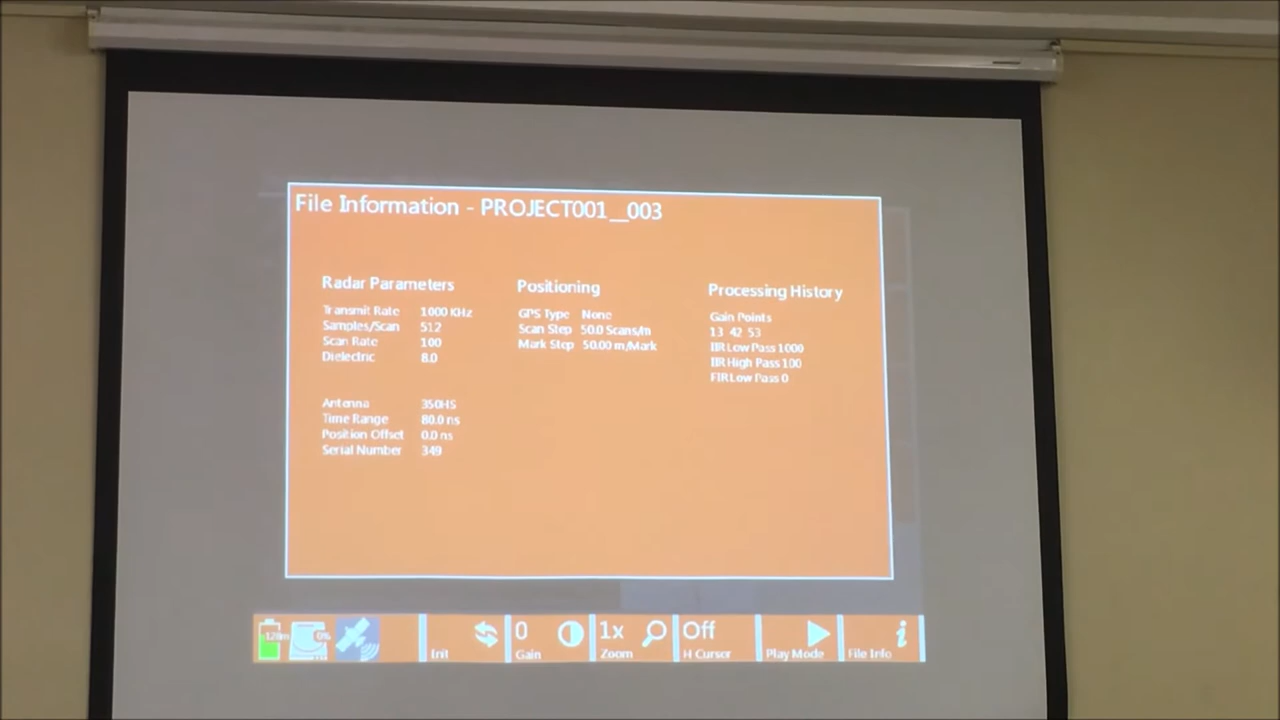 File Information - PROJECT001__003
Radar Parameters
Transmit Rate 1000 KHz
Samples/Scan 512
Scan Rate 100
Dielectric 8.0
Antenna 350HS
Time Range 80.0 ns
Position Offset 0.0 ns
Serial Number 349
Positioning
GPS Type None
Scan Step 50.0 Scans/m
Mark Step 50.00 m/Mark
Processing History
Gain Points
13 42 53
IIR Low Pass 1000
IIR High Pass 100
FIR Low Pass 0
0%
Init
0
Gain
1x
Zoom
Off
H Cursor
Play Mode
File Info